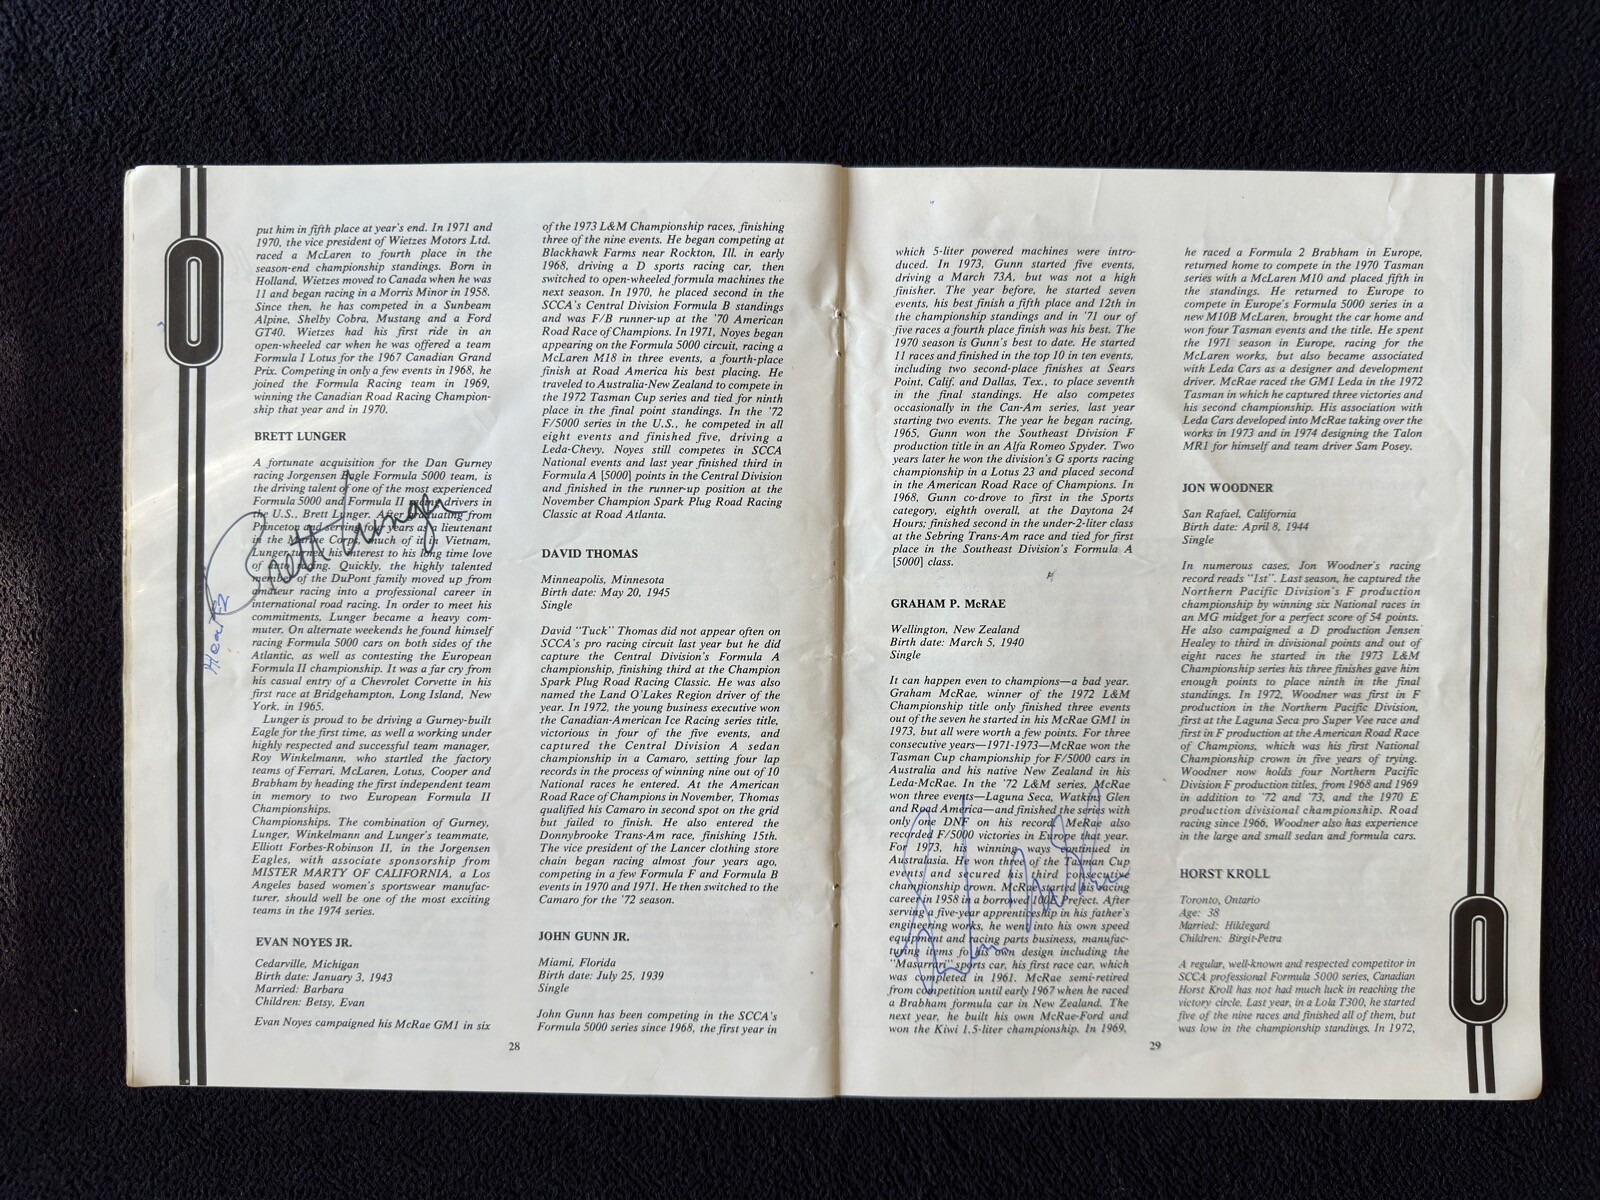 put him in fifth place at year's end. In 1971 and
1970, the vice president of Wietzes Motors Ltd.
raced a McLaren to fourth place in the
season-end championship standings. Born in
Holland, Wietzes moved to Canada when he was
11 and began racing in a Morris Minor in 1958.
Since then, he has competed in a Sunbeam
Alpine, Shelby Cobra, Mustang and a Ford
GT40. Wietzes had his first ride in an
open-wheeled car when he was offered a team
Formula I Lotus for the 1967 Canadian Grand
Prix. Competing in only a few events in 1968, he
joined the Formula Racing team in 1969,
winning the Canadian Road Racing Champion-
ship that year and in 1970.
BRETT LUNGER
A fortunate acquisition for the Dan Gurney
racing Jorgensen Eagle Formula 5000 team, is
the driving talent of one of the most experienced
Formula 5000 and Formula II drivers in
the U.S., Brett Lunger. After graduating from
Princeton and serving four years as a lieutenant
in the Marine Corps, much of it in Vietnam,
Lunger turned his interest to his long time love
of auto racing. Quickly, the highly talented
member of the DuPont family moved up from
amateur racing into a professional career in
international road racing. In order to meet his
commitments, Lunger became a heavy com-
muter. On alternate weekends he found himself
racing Formula 5000 cars on both sides of the
Atlantic, as well as contesting the European
Formula II championship. It was a far cry from
his casual entry of a Chevrolet Corvette in his
first race at Bridgehampton, Long Island, New
York, in 1965.
Lunger is proud to be driving a Gurney-built
Eagle for the first time, as well a working under
highly respected and successful team manager,
Roy Winkelmann, who started the factory
teams of Ferrari, McLaren, Lotus, Cooper and
Brabham by heading the first independent team
in memory to two European Formula II
Championships.
Championships. The combination of Gurney,
Lunger, Winkelmann and Lunger's teammate,
Elliott Forbes-Robinson II, in the Jorgensen
Eagles, with associate sponsorship from
MISTER MARTY OF CALIFORNIA, a Los
Angeles based women's sportswear manufac-
turer, should well be one of the most exciting
teams in the 1974 series.
Brett Lunger
Heat #2
EVAN NOYES JR.
Cedarville, Michigan
Birth date: January 3, 1943
Married: Barbara
Children: Betsy, Evan
Evan Noyes campaigned his McRae GM1 in six
of the 1973 L&M Championship races, finishing
three of the nine events. He began competing at
Blackhawk Farms near Rockton, Ill. in early
1968, driving a D sports racing car, then
switched to open-wheeled formula machines the
next season. In 1970, he placed second in the
SCCA's Central Division Formula B standings
and was F/B runner-up at the '70 American
Road Race of Champions. In 1971, Noyes began
appearing on the Formula 5000 circuit, racing a
McLaren M18 in three events, a fourth-place
finish at Road America his best placing. He
traveled to Australia-New Zealand to compete in
the 1972 Tasman Cup series and tied for ninth
place in the final point standings. In the '72
F/5000 series in the U.S., he competed in all
eight events and finished five, driving a
Leda-Chevy. Noyes still competes in SCCA
National events and last year finished third in
Formula A [5000] points in the Central Division
and finished in the runner-up position at the
November Champion Spark Plug Road Racing
Classic at Road Atlanta.
DAVID THOMAS
Minneapolis, Minnesota
Birth date: May 20, 1945
Single
David "Tuck" Thomas did not appear often on
SCCA's pro racing circuit last year but he did
capture the Central Division's Formula A
championship, finishing third at the Champion
Spark Plug Road Racing Classic. He was also
named the Land O'Lakes Region driver of the
year. In 1972, the young business executive won
the Canadian-American Ice Racing series title,
victorious in four of the five events, and
captured the Central Division A sedan
championship in a Camaro, setting four lap
records in the process of winning nine out of 10
National races he entered. At the American
Road Race of Champions in November, Thomas
qualified his Camaro in second spot on the grid
but failed to finish. He also entered the
Donnybrooke Trans-Am race, finishing 15th.
The vice president of the Lancer clothing store
chain began racing almost four years ago,
competing in a few Formula F and Formula B
events in 1970 and 1971. He then switched to the
Camaro for the '72 season.
JOHN GUNN JR.
Miami, Florida
Birth date: July 25, 1939
Single
John Gunn has been competing in the SCCA's
Formula 5000 series since 1968, the first year in
28
which 5-liter powered machines were intro-
duced. In 1973, Gunn started five events,
driving a March 73A, but was not a high
finisher. The year before, he started seven
events, his best finish a fifth place and 12th in
the championship standings and in '71 our of
five races a fourth place finish was his best. The
1970 season is Gunn's best to date. He started
11 races and finished in the top 10 in ten events,
including two second-place finishes at Sears
Point, Calif. and Dallas, Tex., to place seventh
in the final standings. He also competes
occasionally in the Can-Am series, last year
starting two events. The year he began racing,
1965, Gunn won the Southeast Division F
production title in an Alfa Romeo Spyder. Two
years later he won the division's G sports racing
championship in a Lotus 23 and placed second
in the American Road Race of Champions. In
1968, Gunn co-drove to first in the Sports
category, eighth overall, at the Daytona 24
Hours; finished second in the under-2-liter class
at the Sebring Trans-Am race and tied for first
place in the Southeast Division's Formula A
[5000] class.
GRAHAM P. McRAE
Wellington, New Zealand
Birth date: March 5, 1940
Single
It can happen even to champions—a bad year.
Graham McRae, winner of the 1972 L&M
Championship title only finished three events
out of the seven he started in his McRae GM1 in
1973, but all were worth a few points. For three
consecutive years—1971-1973—McRae won the
Tasman Cup championship for F/5000 cars in
Australia and his native New Zealand in his
Leda-McRae. In the '72 L&M series, McRae
won three events—Laguna Seca, Watkins Glen
and Road America—and finished the series with
only one DNF on his record. McRae also
recorded F/5000 victories in Europe that year.
For 1973, his winning ways continued in
Australasia. He won three of the Tasman Cup
events and secured his third consecutive
championship crown. McRae started his racing
career in 1958 in a borrowed 100E Prefect. After
serving a five-year apprenticeship in his father's
engineering works, he went into his own speed
equipment and racing parts business, manufac-
turing items fo his own design including the
"Masarrari" sports car, his first race car, which
was completed in 1961. McRae semi-retired
from competition until early 1967 when he raced
a Brabham formula car in New Zealand. The
next year, he built his own McRae-Ford and
won the Kiwi 1.5-liter championship. In 1969,
he raced a Formula 2 Brabham in Europe,
returned home to compete in the 1970 Tasman
series with a McLaren M10 and placed fifth in
the standings. He returned to Europe to
compete in Europe's Formula 5000 series in a
new M10B McLaren, brought the car home and
won four Tasman events and the title. He spent
the 1971 season in Europe, racing for the
McLaren works, but also became associated
with Leda Cars as a designer and development
driver. McRae raced the GM1 Leda in the 1972
Tasman in which he captured three victories and
his second championship. His association with
Leda Cars developed into McRae taking over the
works in 1973 and in 1974 designing the Talon
MR1 for himself and team driver Sam Posey.
JON WOODNER
San Rafael, California
Birth date: April 8, 1944
Single
In numerous cases, Jon Woodner's racing
record reads "1st". Last season, he captured the
Northern Pacific Division's F production
championship by winning six National races in
an MG midget for a perfect score of 54 points.
He also campaigned a D production Jensen
Healey to third in divisional points and out of
eight races he started in the 1973 L&M
Championship series his three finishes gave him
enough points to place ninth in the final
standings. In 1972, Woodner was first in F
production in the Northern Pacific Division,
first at the Laguna Seca pro Super Vee race and
first in F production at the American Road Race
of Champions, which was his first National
Championship crown in five years of trying.
Woodner now holds four Northern Pacific
Division F production titles, from 1968 and 1969
in addition to '72 and '73, and the 1970 E
production divisional championship. Road
racing since 1966, Woodner also has experience
in the large and small sedan and formula cars.
HORST KROLL
Toronto, Ontario
Age: 38
Married: Hildegard
Children: Birgit-Petra
A regular, well-known and respected competitor in
SCCA professional Formula 5000 series, Canadian
Horst Kroll has not had much luck in reaching the
victory circle. Last year, in a Lola T300, he started
five of the nine races and finished all of them, but
was low in the championship standings. In 1972,
29